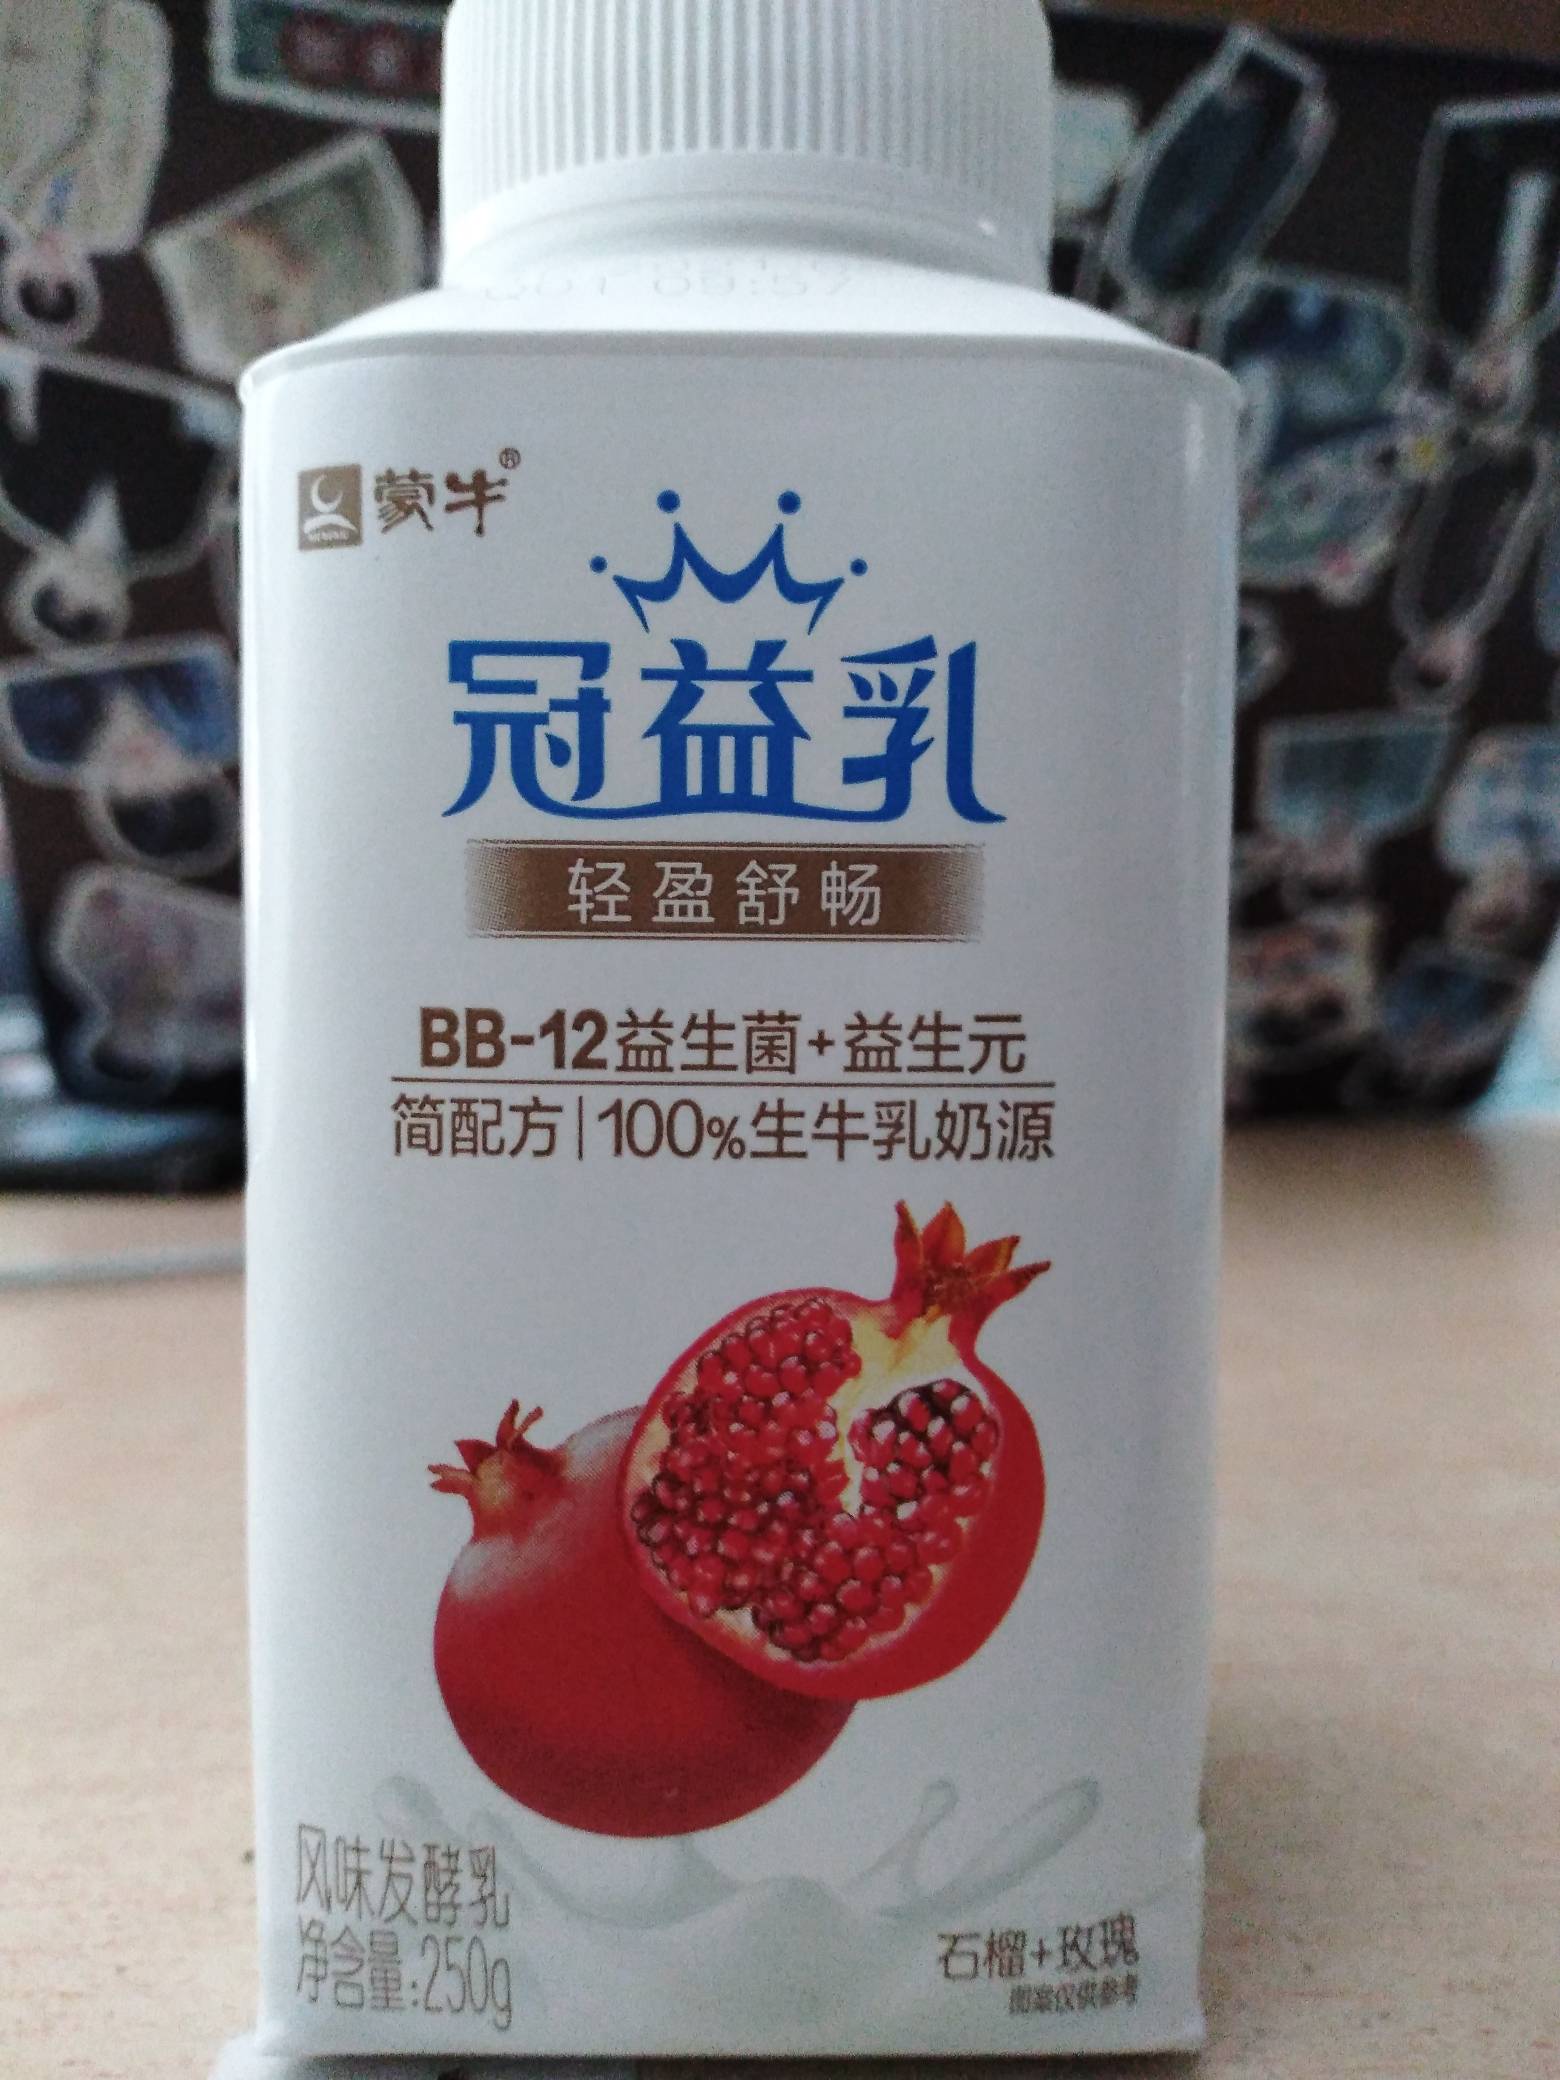 09:57
蒙牛®
冠益乳
轻盈舒畅
BB-12益生菌+益生元
简配方|100%生牛乳奶源
风味发酵乳
净含量:250g
石榴+玫瑰
图案仅供参考